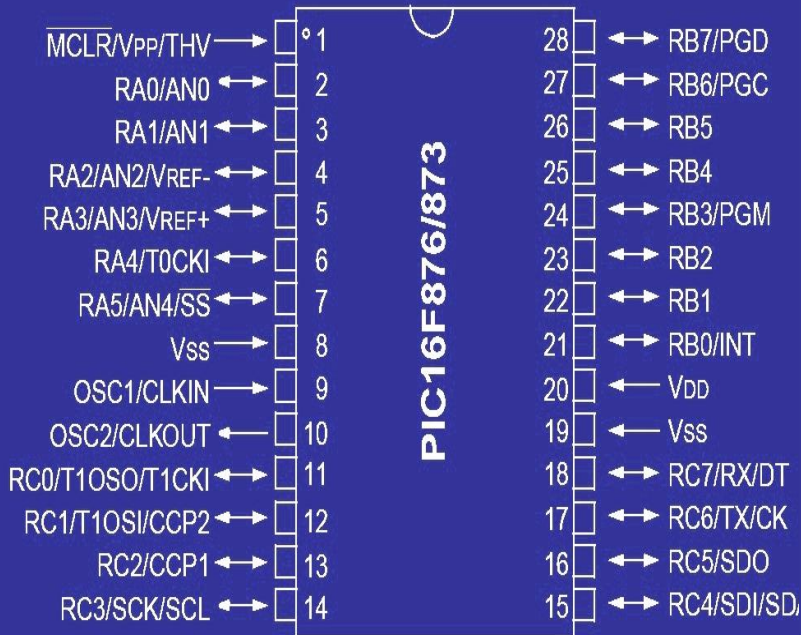 MCLR/VPP/THV 1 28 RB7/PGD
RA0/AN0 2 27 RB6/PGC
RA1/AN1 3 26 RB5
RA2/AN2/VREF- 4 25 RB4
RA3/AN3/VREF+ 5 24 RB3/PGM
RA4/T0CKI 6 23 RB2
RA5/AN4/SS 7 22 RB1
VSS 8 21 RB0/INT
OSC1/CLKIN 9 20 VDD
OSC2/CLKOUT 10 19 VSS
RC0/T1OSO/T1CKI 11 18 RC7/RX/DT
RC1/T1OSI/CCP2 12 17 RC6/TX/CK
RC2/CCP1 13 16 RC5/SDO
RC3/SCK/SCL 14 15 RC4/SDI/SD
PIC16F876/873